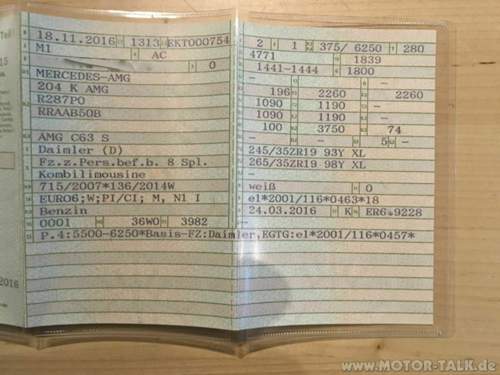 Teil
18.11.2016 1313 EKT000754
M1 AC
0
MERCEDES-AMG
204 K AMG
R287P0
RRAAB50B
-
AMG C63 S
Daimler (D)
Fz.z.Pers.bef.b. 8 Spl.
Kombilimousine
715/2007*136/2014W
EURO6;W;PI/CI; M, N1 I
Benzin
0001 36W0 3982
P.4:5500-6250*Basis-FZ:Daimler,EGTG:e1*2001/116*0457*
2 1 375/ 6250 280
4771 1839
1441-1444 1800
- - -
196 2260 2260
1090 1190 -
1090 1190 -
100 3750 74
- - 5 -
245/35ZR19 93Y XL
265/35ZR19 98Y XL
-
weiß 0
e1*2001/116*0463*18
24.03.2016 K
2016
www.MOTOR-TALK.de